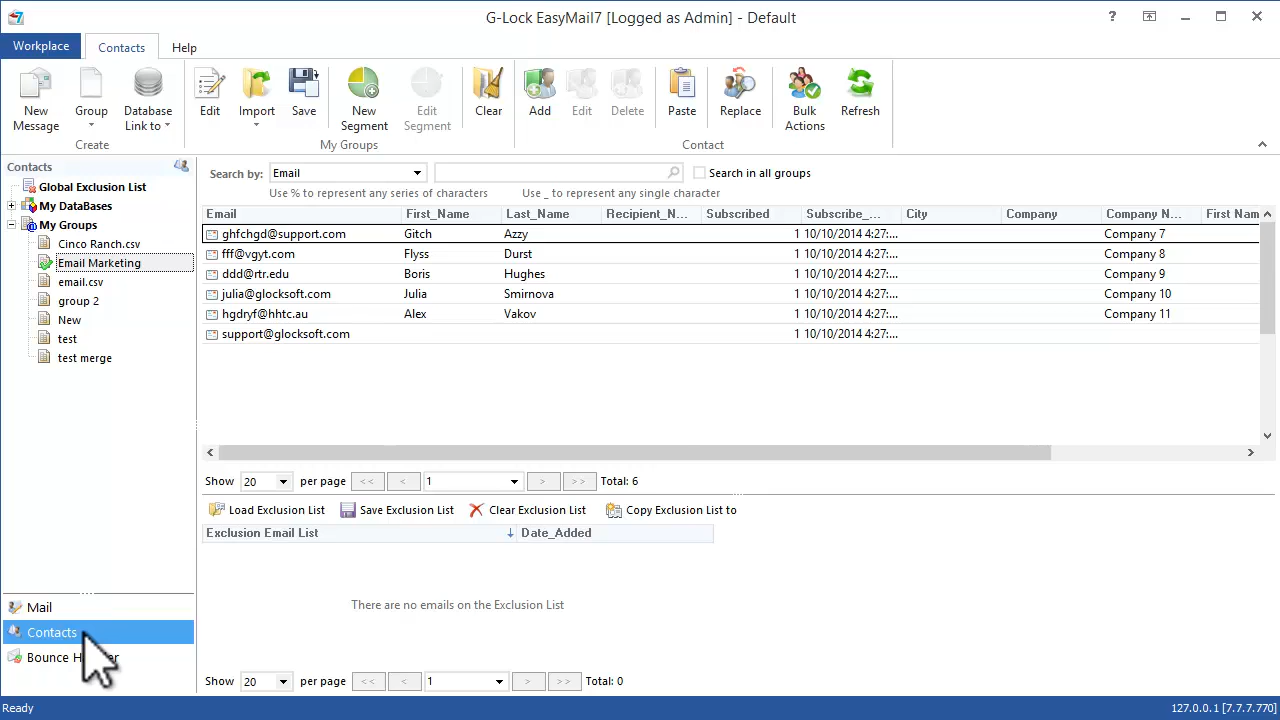 G-Lock EasyMail7 [Logged as Admin] - Default
Workplace Contacts Help
New Message
Group
Database Link to
Create
Edit
Import
Save
New Segment
Edit Segment
Clear
My Groups
Add
Edit
Delete
Paste
Replace
Bulk Actions
Refresh
Contact
Contacts
Global Exclusion List
My DataBases
My Groups
Cinco Ranch.csv
Email Marketing
email.csv
group 2
New
test
test merge
Mail
Contacts
Search by: Email Search in all groups
Use % to represent any series of characters Use _ to represent any single character
Email First_Name Last_Name Recipient_N... Subscribed Subscribe_... City Company Company N... First Nam
ghfchgd@support.com Gitch Azzy 1 10/10/2014 4:27:... Company 7
fff@vgyt.com Flyss Durst 1 10/10/2014 4:27:... Company 8
ddd@rtr.edu Boris Hughes 1 10/10/2014 4:27:... Company 9
julia@glocksoft.com Julia Smirnova 1 10/10/2014 4:27:... Company 10
hgdryf@hhtc.au Alex Vakov 1 10/10/2014 4:27:... Company 11
support@glocksoft.com 1 10/10/2014 4:27:...
Show 20 per page << < 1 > >> Total: 6
Load Exclusion List Save Exclusion List Clear Exclusion List Copy Exclusion List to
Exclusion Email List Date_Added
There are no emails on the Exclusion List
Bounce
Show 20 per page << < 1 > >> Total: 0
Ready 127.0.0.1 [7.7.7.770]